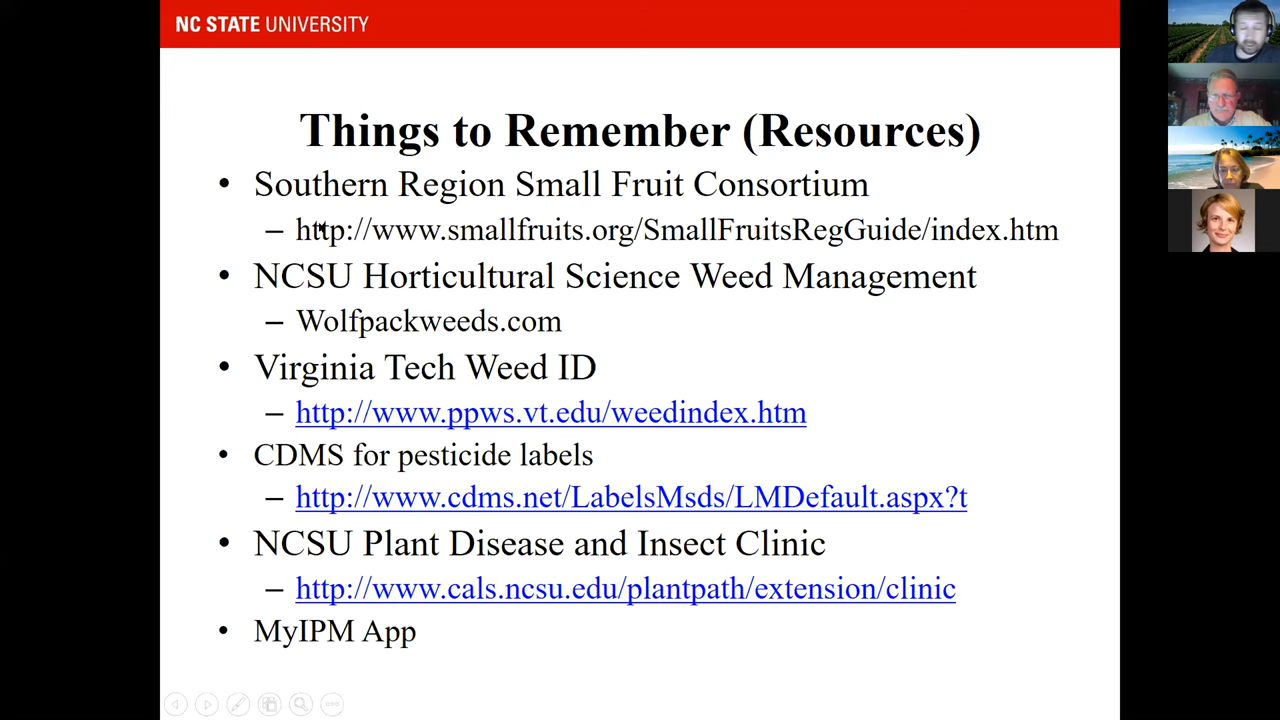 NC STATE UNIVERSITY
Things to Remember (Resources)
• Southern Region Small Fruit Consortium
– http://www.smallfruits.org/SmallFruitsRegGuide/index.htm
• NCSU Horticultural Science Weed Management
– Wolfpackweeds.com
• Virginia Tech Weed ID
– http://www.ppws.vt.edu/weedindex.htm
• CDMS for pesticide labels
– http://www.cdms.net/LabelsMsds/LMDefault.aspx?t
• NCSU Plant Disease and Insect Clinic
– http://www.cals.ncsu.edu/plantpath/extension/clinic
• MyIPM App